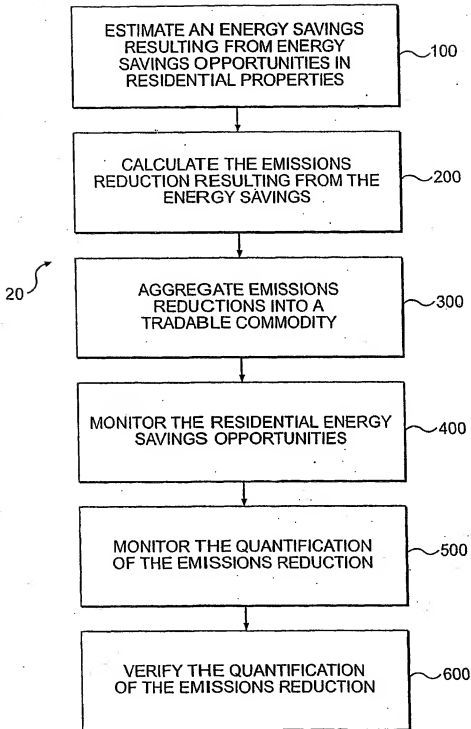 ESTIMATE AN ENERGY SAVINGS
RESULTING FROM ENERGY
SAVINGS OPPORTUNITIES IN
RESIDENTIAL PROPERTIES
100
CALCULATE THE EMISSIONS
REDUCTION RESULTING FROM THE
ENERGY SAVINGS
200
20
AGGREGATE EMISSIONS
REDUCTIONS INTO A
TRADABLE COMMODITY
300
MONITOR THE RESIDENTIAL ENERGY
SAVINGS OPPORTUNITIES
400
MONITOR THE QUANTIFICATION
OF THE EMISSIONS REDUCTION
500
VERIFY THE QUANTIFICATION
OF THE EMISSIONS REDUCTION
600